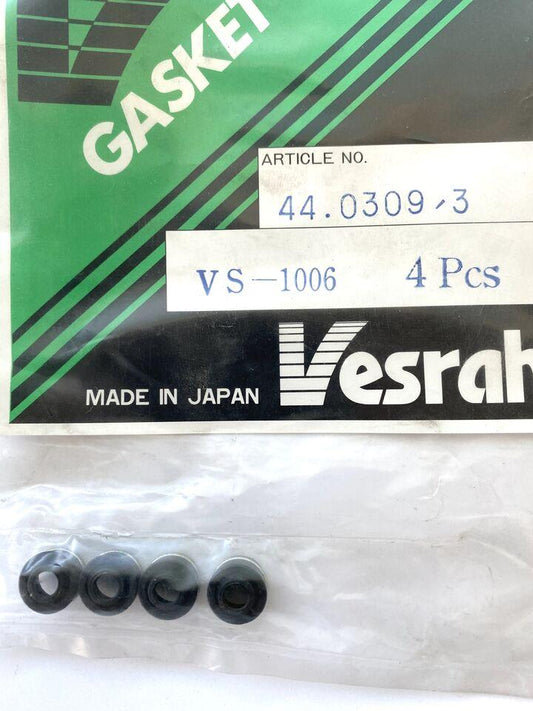 GASKET
ARTICLE NO.
44.0309,3
VS-1006 4 Pcs
MADE IN JAPAN Vesrah